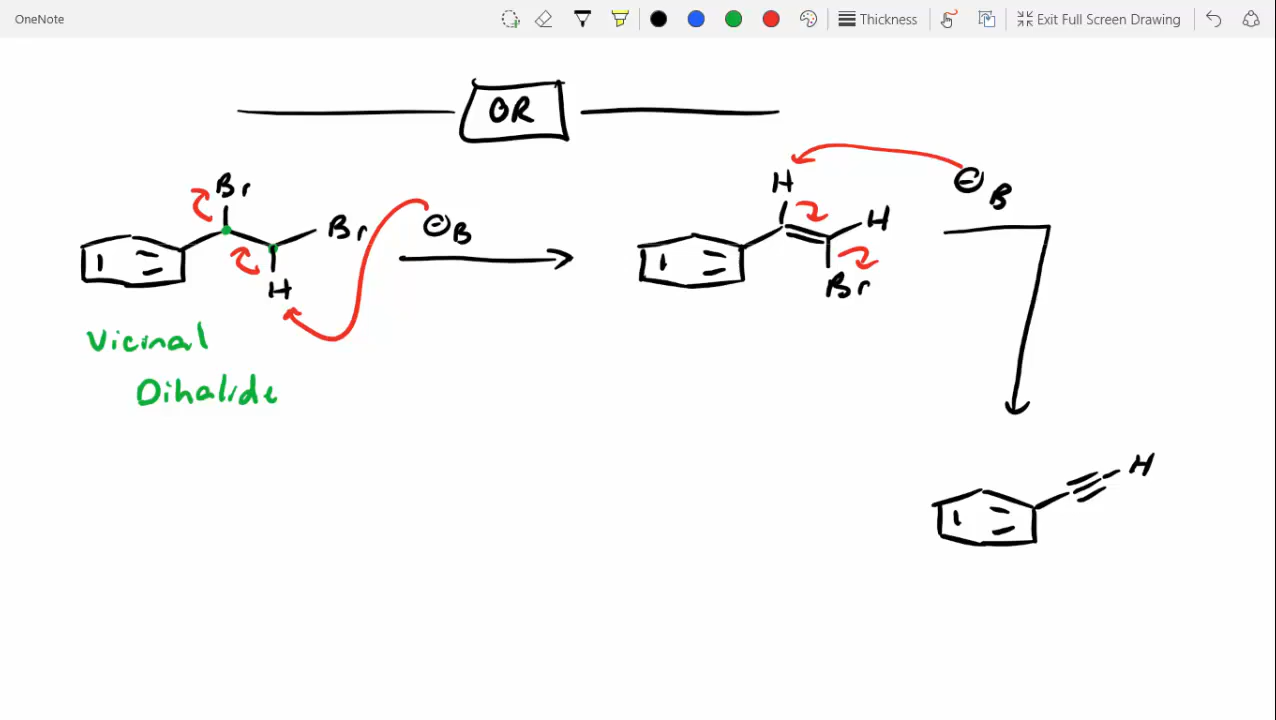 OneNote
Thickness
Exit Full Screen Drawing
OR
Br
Br
H
⊖B
H
H
Br
⊖
B
Vicinal
Dihalide
H